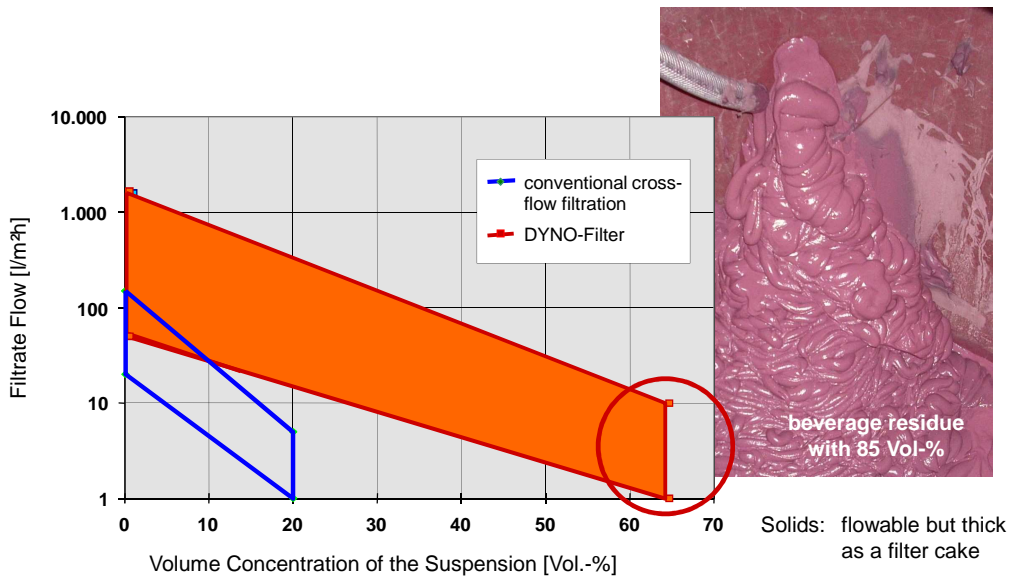 10.000
1.000
100
10
1
0
10
20
30
40
50
60
70
Filtrate Flow [l/m²h]
Volume Concentration of the Suspension [Vol.-%]
conventional cross-
flow filtration
DYNO-Filter
beverage residue
with 85 Vol-%
Solids: flowable but thick
as a filter cake